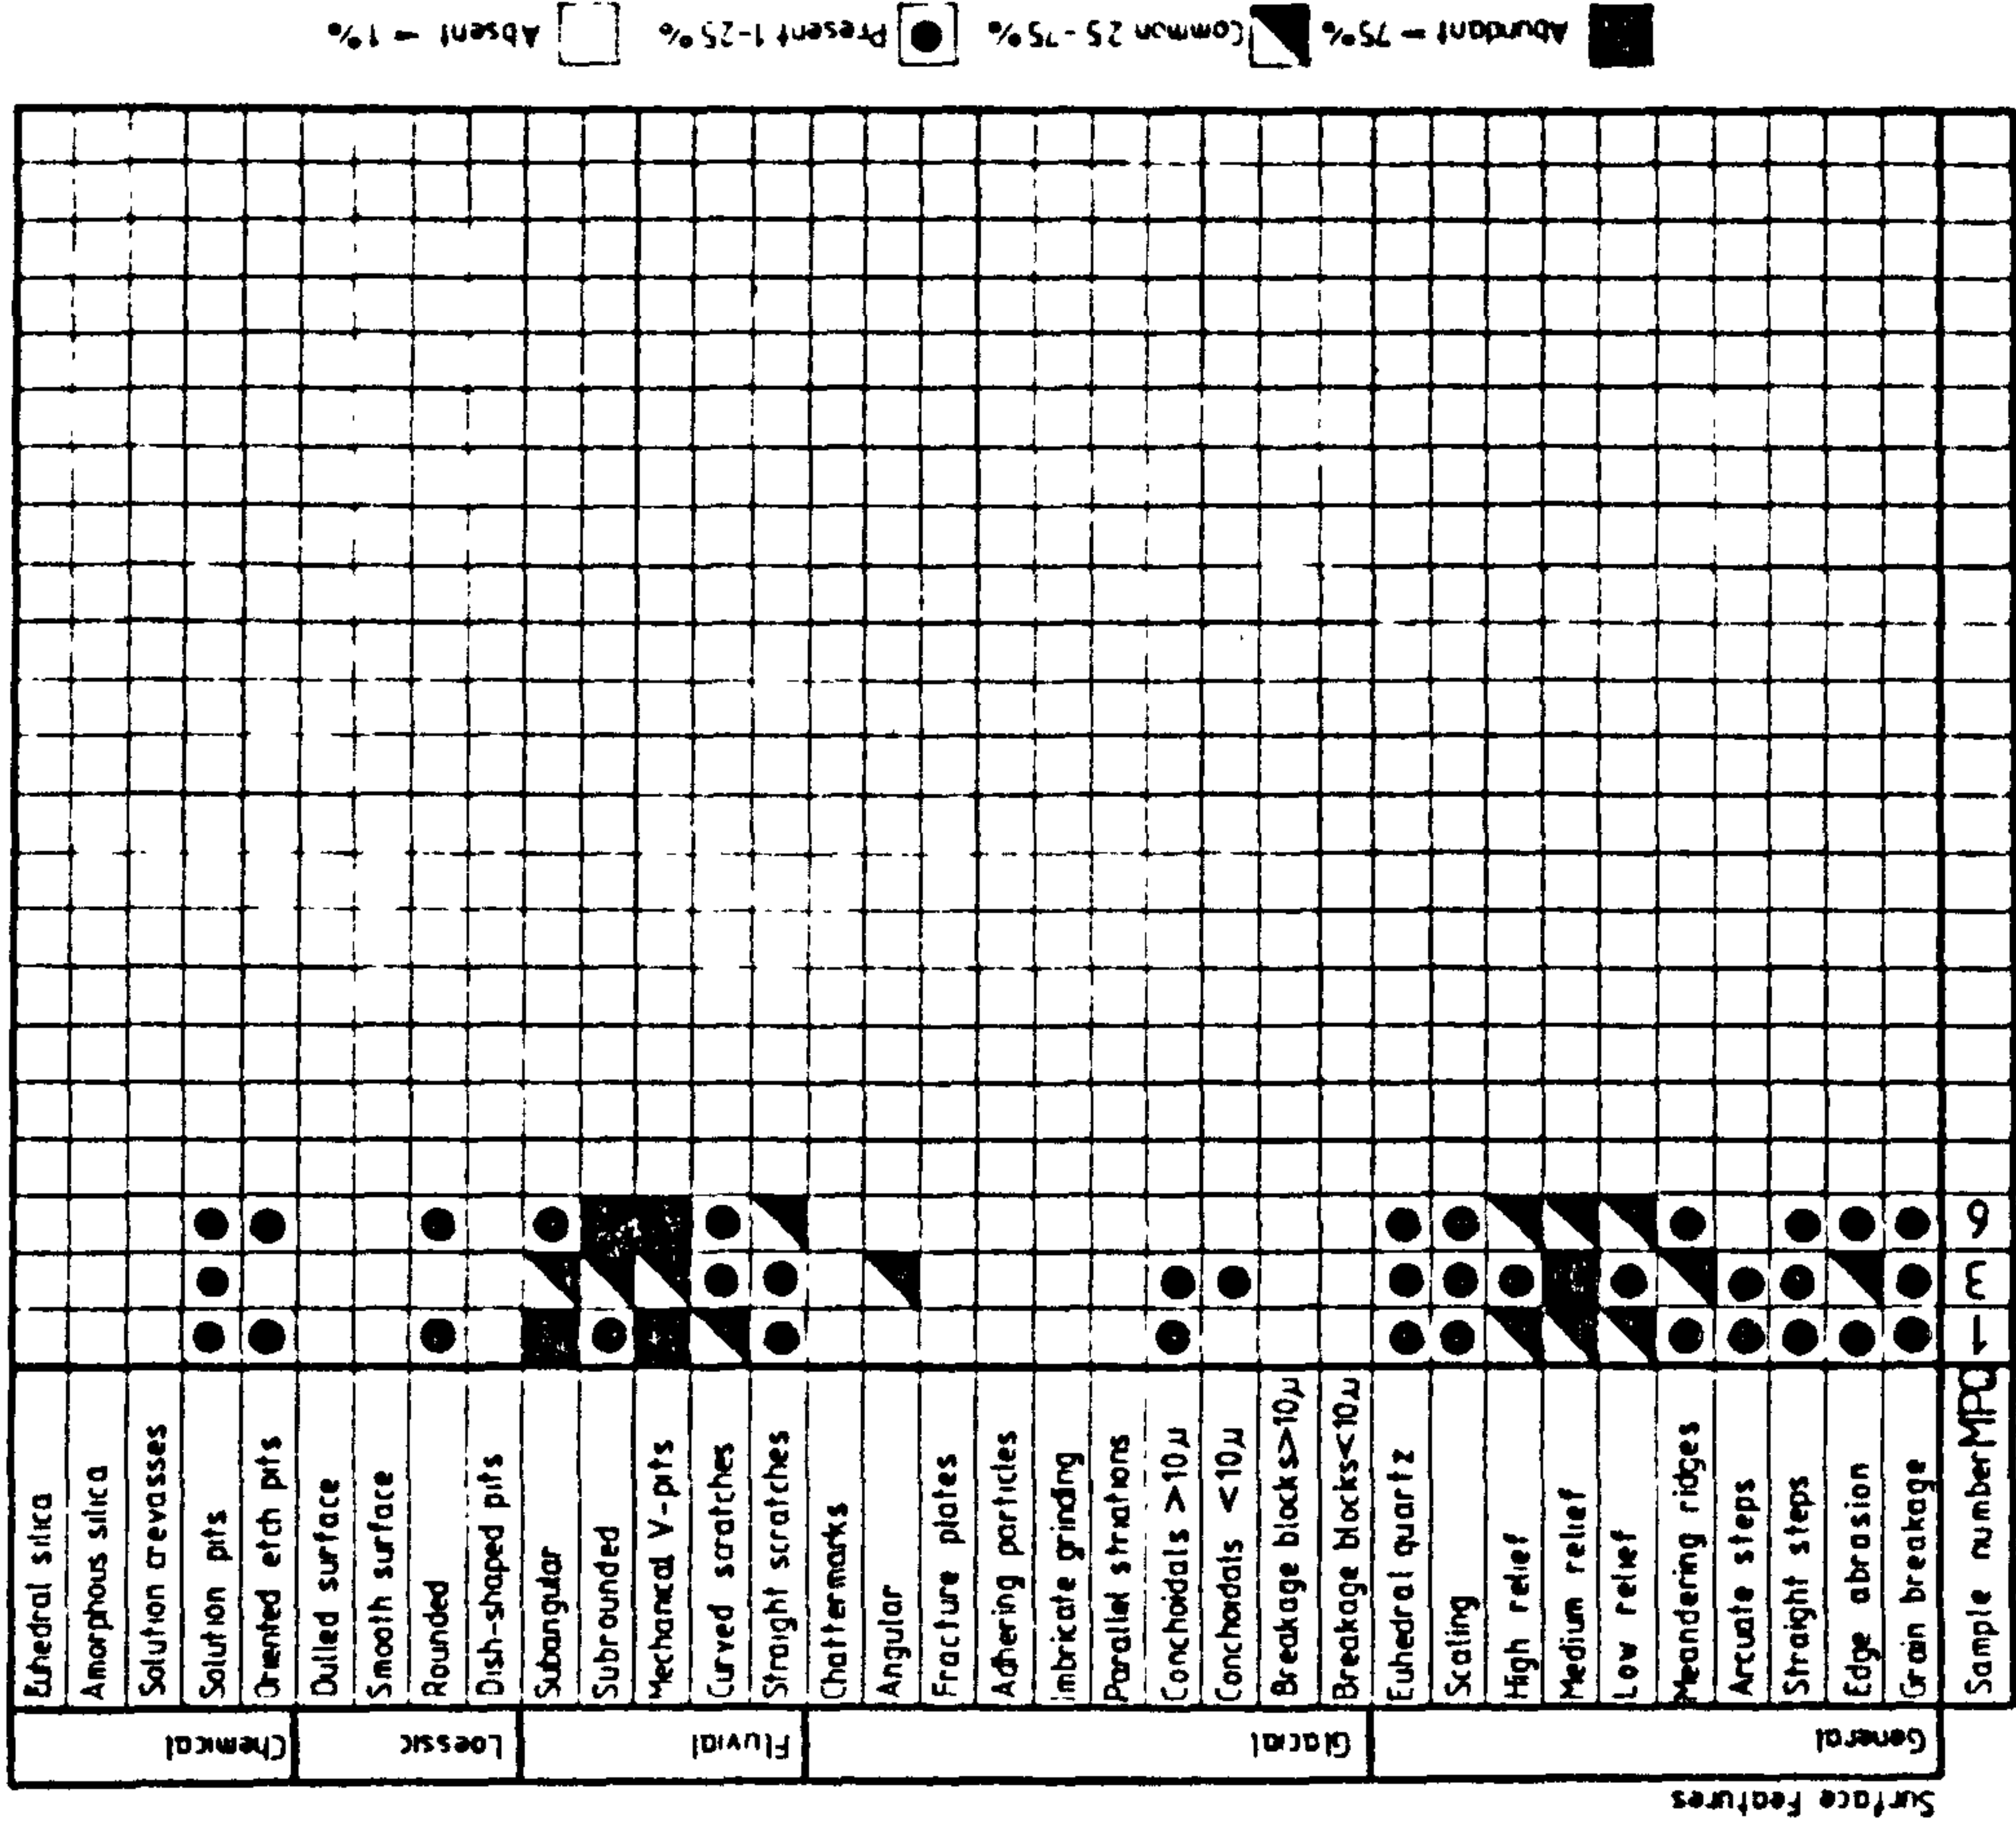 Surface Features
General
Glacial
Fluvial
Loessic
Chemical
Sample number MPQ
1
3
6
Grain breakage
Edge abrasion
Straight steps
Arcuate steps
Meandering ridges
Low relief
Medium relief
High relief
Scaling
Euhedral quartz
Breakage blocks<10µ
Breakage blocks>10µ
Conchoidals <10µ
Conchoidals >10µ
Parallel striations
Imbricate grinding
Adhering particles
Fracture plates
Angular
Chattermarks
Straight scratches
Curved scratches
Mechanical V-pits
Subrounded
Subangular
Dish-shaped pits
Rounded
Smooth surface
Dulled surface
Oriented etch pits
Solution pits
Solution crevasses
Amorphous silica
Euhedral silica
Abundant = 75%
Common 25-75%
Present 1-25%
Absent = 1%